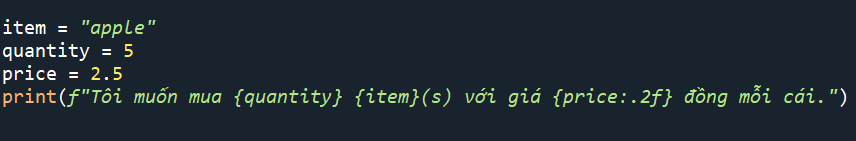 item = "apple"
quantity = 5
price = 2.5
print(f"Tôi muốn mua {quantity} {item}(s) với giá {price:.2f} đồng mỗi cái.")